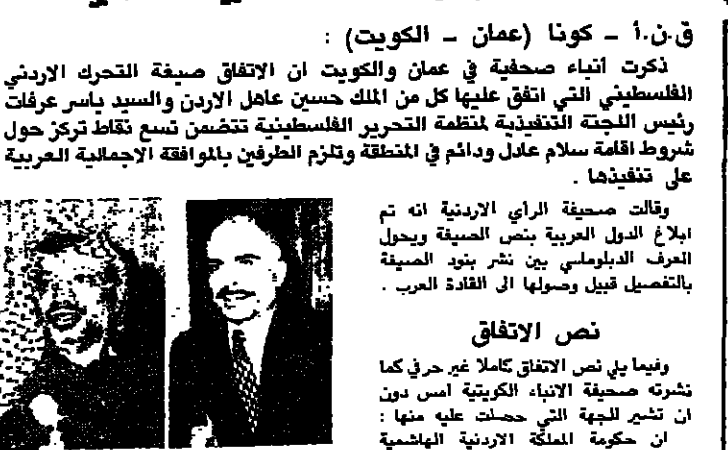 ق.ن.أ - كونا (عمان - الكويت) :
ذكرت أنباء صحفية في عمان والكويت ان الاتفاق صيغة التحرك الاردني
الفلسطيني التي اتفق عليها كل من الملك حسين عاهل الاردن والسيد ياسر عرفات
رئيس اللجنة التنفيذية لمنظمة التحرير الفلسطينية تتضمن تسع نقاط تركز حول
شروط اقامة سلام عادل ودائم في المنطقة وتلزم الطرفين بالموافقة الاجمالية العربية
على تنفيذها .
وقالت صحيفة الرأي الاردنية انه تم
ابلاغ الدول العربية بنص الصيغة ويحول
العرف الدبلوماسي بين نشر بنود الصيغة
بالتفصيل قبيل وصولها الى القادة العرب .
نص الاتفاق
وفيما يلي نص الاتفاق كاملا غير حرفي كما
نشرته صحيفة الانباء الكويتية امس دون
ان تشير للجهة التي حصلت عليه منها :
ان حكومة المملكة الاردنية الهاشمية